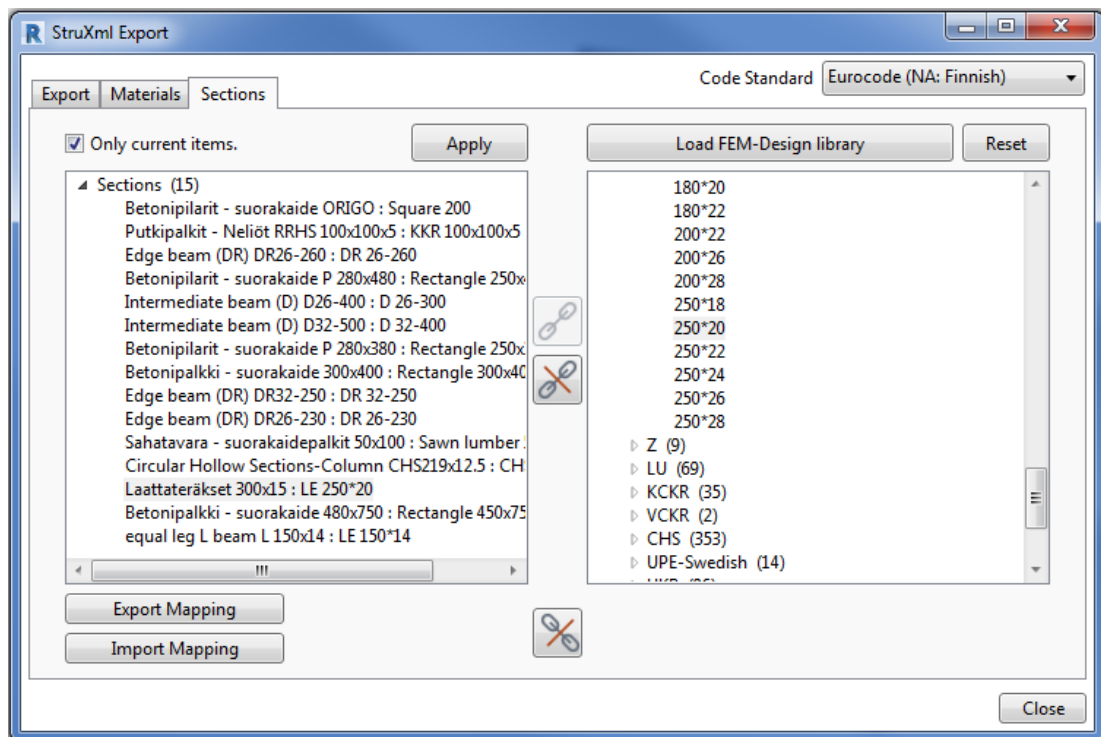 StruXml Export
Code Standard Eurocode (NA: Finnish)
Export Materials Sections
Only current items.
Apply
Load FEM-Design library
Reset
Sections (15)
Betonipilarit - suorakaide ORIGO : Square 200
Putkipalkit - Neliöt RRHS 100x100x5 : KKR 100x100x5
Edge beam (DR) DR26-260 : DR 26-260
Betonipilarit - suorakaide P 280x480 : Rectangle 250x
Intermediate beam (D) D26-400 : D 26-300
Intermediate beam (D) D32-500 : D 32-400
Betonipilarit - suorakaide P 280x380 : Rectangle 250x
Betonipalkki - suorakaide 300x400 : Rectangle 300x40
Edge beam (DR) DR32-250 : DR 32-250
Edge beam (DR) DR26-230 : DR 26-230
Sahatavara - suorakaidepalkit 50x100 : Sawn lumber
Circular Hollow Sections-Column CHS219x12.5 : CH
Laattateräkset 300x15 : LE 250*20
Betonipalkki - suorakaide 480x750 : Rectangle 450x75
equal leg L beam L 150x14 : LE 150*14
180*20
180*22
200*22
200*26
200*28
250*18
250*20
250*22
250*24
250*26
250*28
Z (9)
LU (69)
KCKR (35)
VCKR (2)
CHS (353)
UPE-Swedish (14)
Export Mapping
Import Mapping
Close